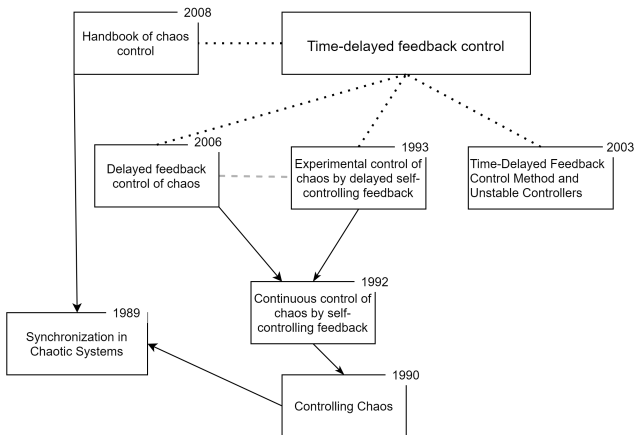 2008
Handbook of chaos
control
Time-delayed feedback control
2006
Delayed feedback
control of chaos
1993
Experimental control of
chaos by delayed self-
controlling feedback
2003
Time-Delayed Feedback
Control Method and
Unstable Controllers
1992
Continuous control of
chaos by self-
controlling feedback
1989
Synchronization in
Chaotic Systems
1990
Controlling Chaos